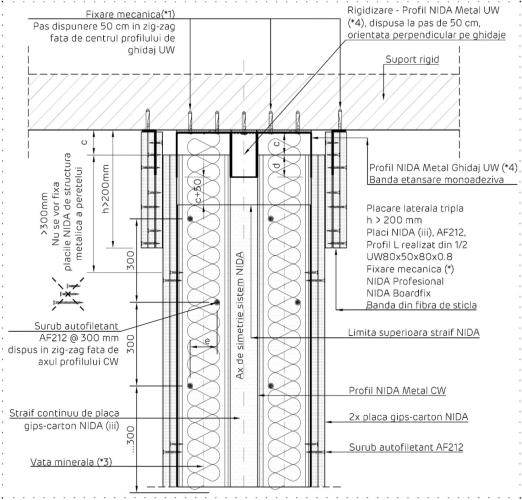 Fixare mecanica(*1)
Pas dispunere 50 cm in zig-zag
fata de centrul profilului de
ghidaj UW
Rigidizare - Profil NIDA Metal UW
(*4), dispusa la pas de 50 cm,
orientata perpendicular pe ghidaje
Suport rigid
c
h>200mm
>300mm
Nu se vor fixa
placile NIDA de structura
metalica a peretelui
c
d
c+50
300
300
...300
e
Ax de simetrie sistem NIDA
Profil NIDA Metal Ghidaj UW (*4)
Banda etansare monoadeziva
Placare laterala tripla
h > 200 mm
Placi NIDA (iii), AF212,
Profil L realizat din 1/2
UW80x50x80x0.8
Fixare mecanica (*)
NIDA Profesional
NIDA Boardfix
Banda din fibra de sticla
Surub autofiletant
AF212 @ 300 mm
dispus in zig-zag fata de
axul profilului CW
Limita superioara straif NIDA
Profil NIDA Metal CW
Straif continuu de placa
gips-carton NIDA (iii)
2x placa gips-carton NIDA
Surub autofiletant AF212
Vata minerala (*3)